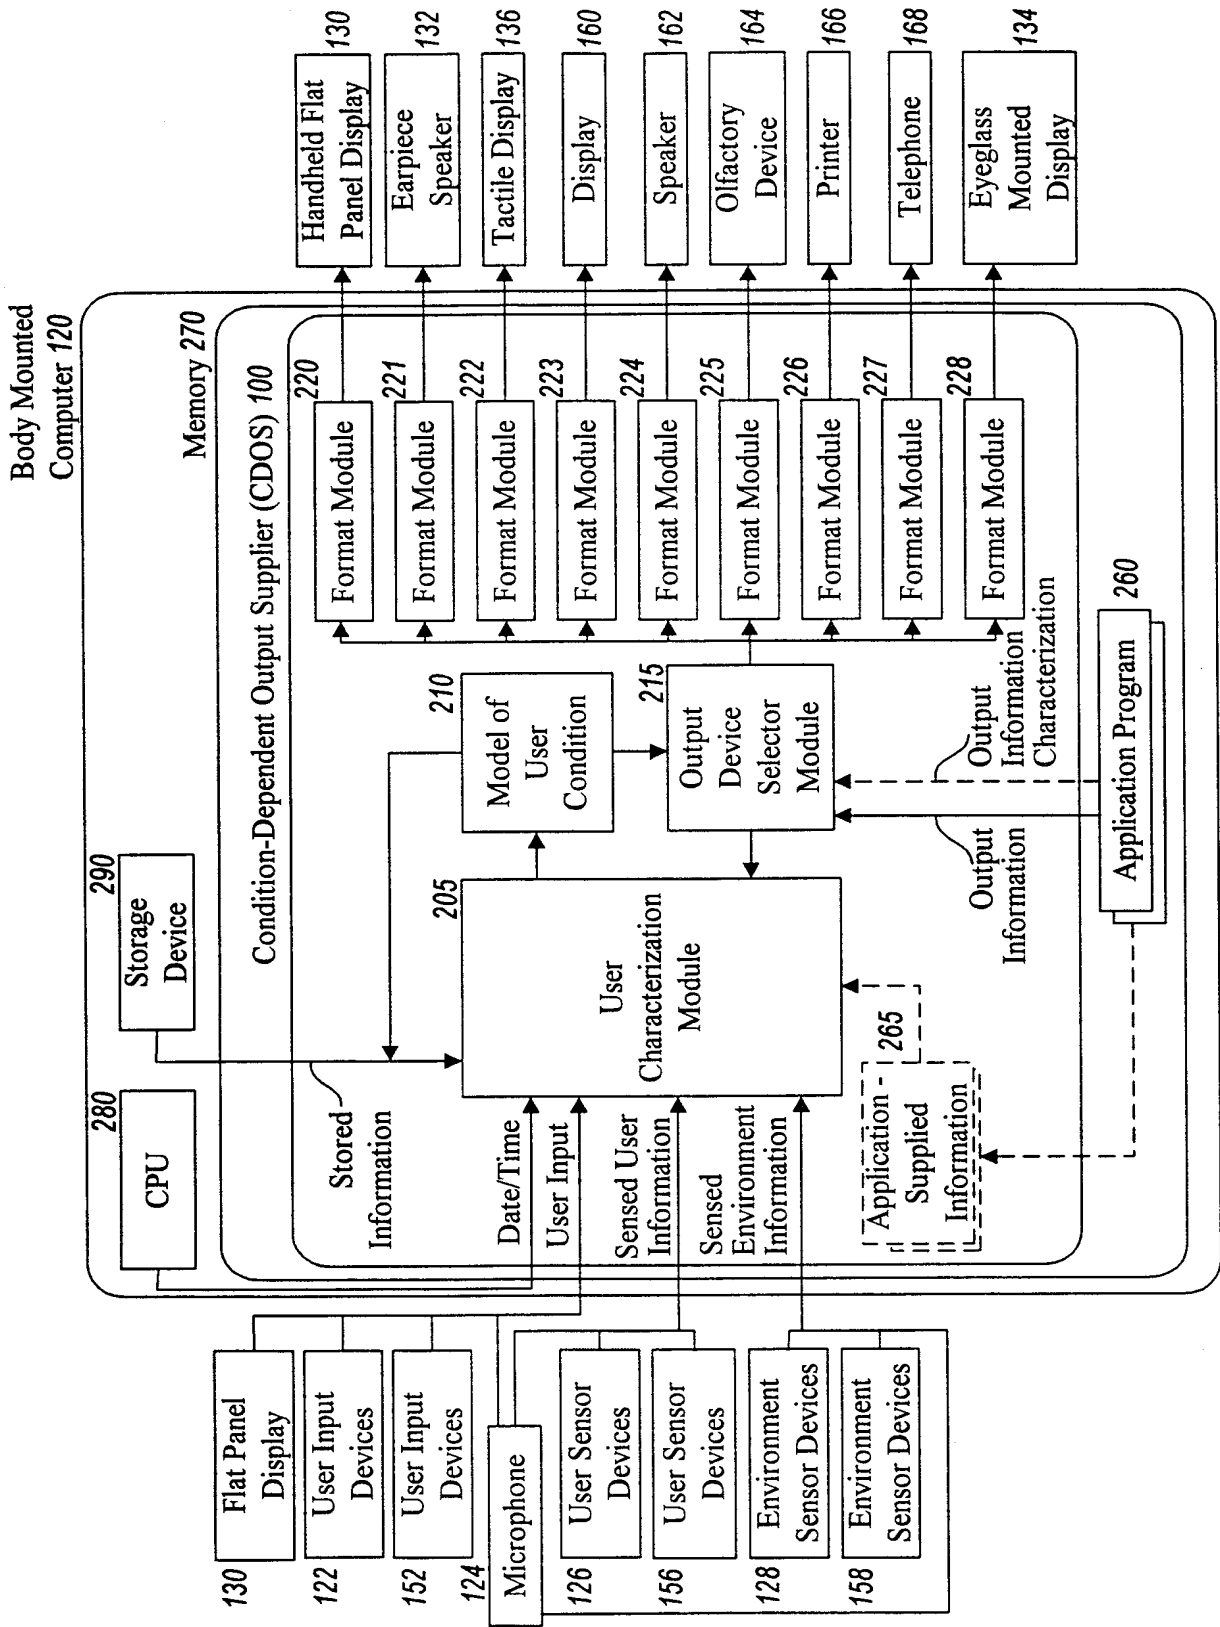 Body Mounted
Computer 120
Memory 270
Condition-Dependent Output Supplier (CDOS) 100
280
CPU
290
Storage
Device
Stored
Information
130
Flat Panel
Display
122
User Input
Devices
152
User Input
Devices
124
Microphone
126
User Sensor
Devices
156
User Sensor
Devices
128
Environment
Sensor Devices
158
Environment
Sensor Devices
Date/Time
User Input
Sensed User
Information
Sensed
Environment
Information
265
Application -
Supplied
Information
205
User
Characterization
Module
210
Model of
User
Condition
215
Output
Device
Selector
Module
Output
Information
Output
Information
Characterization
260
Application Program
220
Format Module
221
Format Module
222
Format Module
223
Format Module
224
Format Module
225
Format Module
226
Format Module
227
Format Module
228
Format Module
Handheld Flat
Panel Display
130
Earpiece
Speaker
132
Tactile Display
136
Display
160
Speaker
162
Olfactory
Device
164
Printer
166
Telephone
168
Eyeglass
Mounted
Display
134